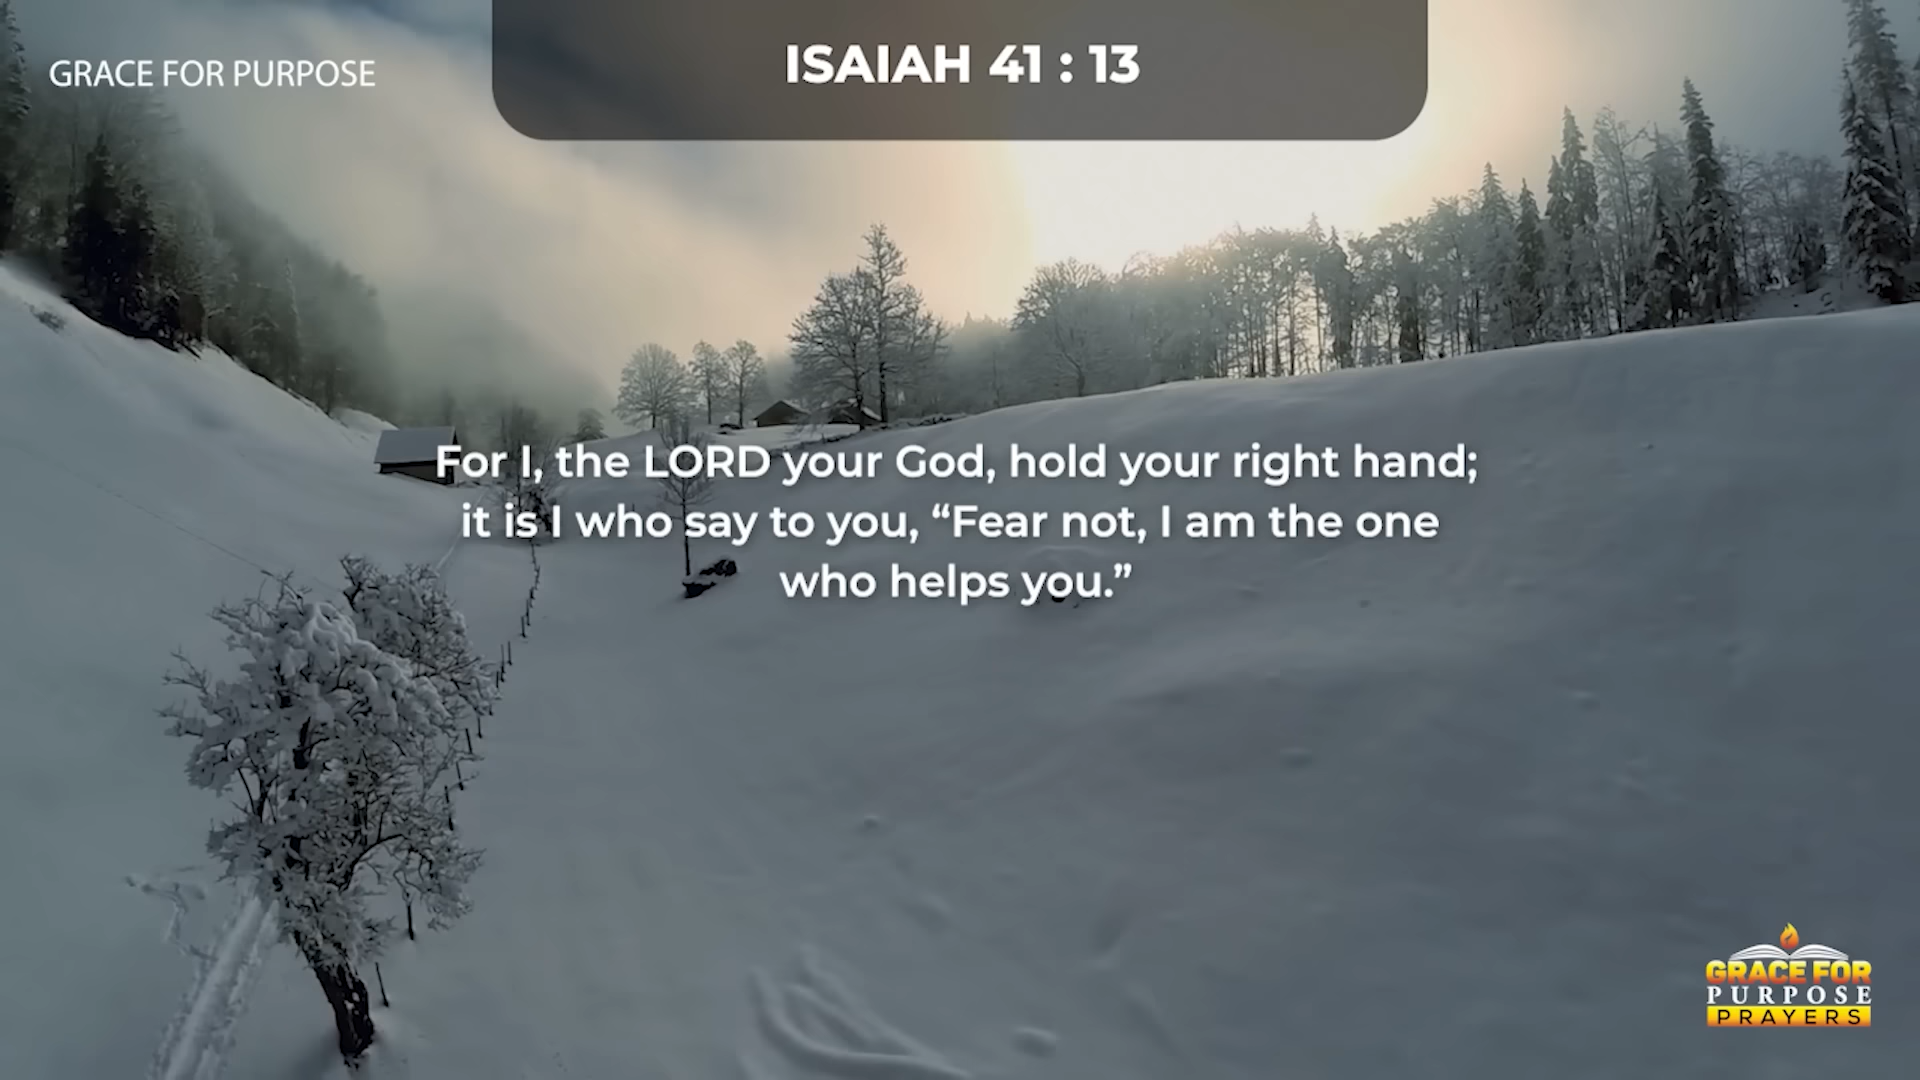 GRACE FOR PURPOSE
ISAIAH 41 : 13
For I, the LORD your God, hold your right hand;
it is I who say to you, “Fear not, I am the one
who helps you.”
GRACE FOR
PURPOSE
PRAYERS